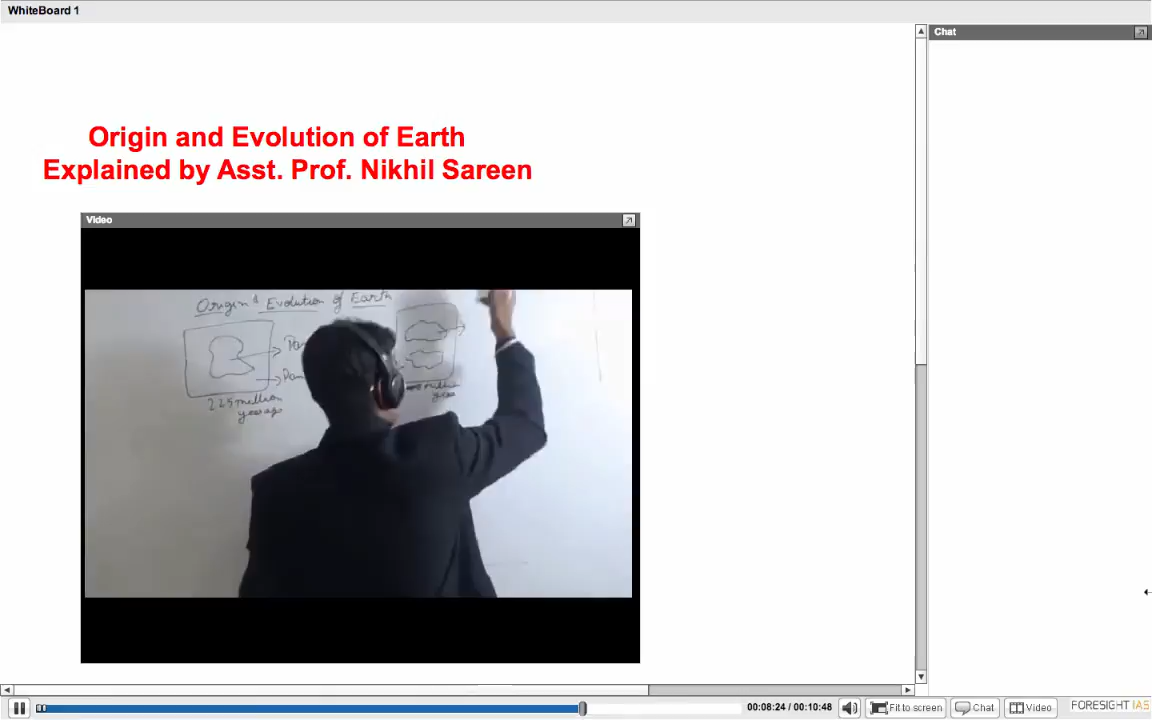 WhiteBoard 1
Chat
Origin and Evolution of Earth
Explained by Asst. Prof. Nikhil Sareen
Video
Origin & Evolution of Earth
225 million
years ago
00:08:24 / 00:10:48
Fit to screen
Chat
Video
FORESIGHT IAS